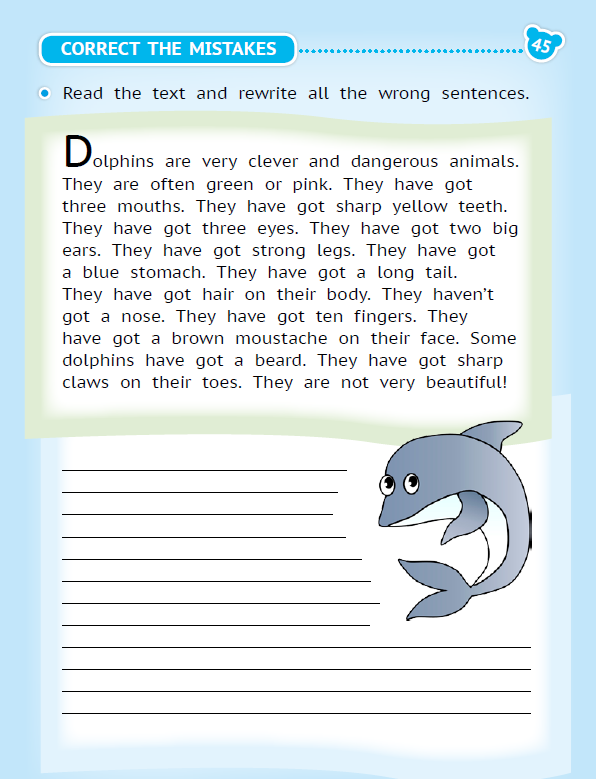 CORRECT THE MISTAKES
45
Read the text and rewrite all the wrong sentences.
Dolphins are very clever and dangerous animals.
They are often green or pink. They have got
three mouths. They have got sharp yellow teeth.
They have got three eyes. They have got two big
ears. They have got strong legs. They have got
a blue stomach. They have got a long tail.
They have got hair on their body. They haven't
got a nose. They have got ten fingers. They
have got a brown moustache on their face. Some
dolphins have got a beard. They have got sharp
claws on their toes. They are not very beautiful!